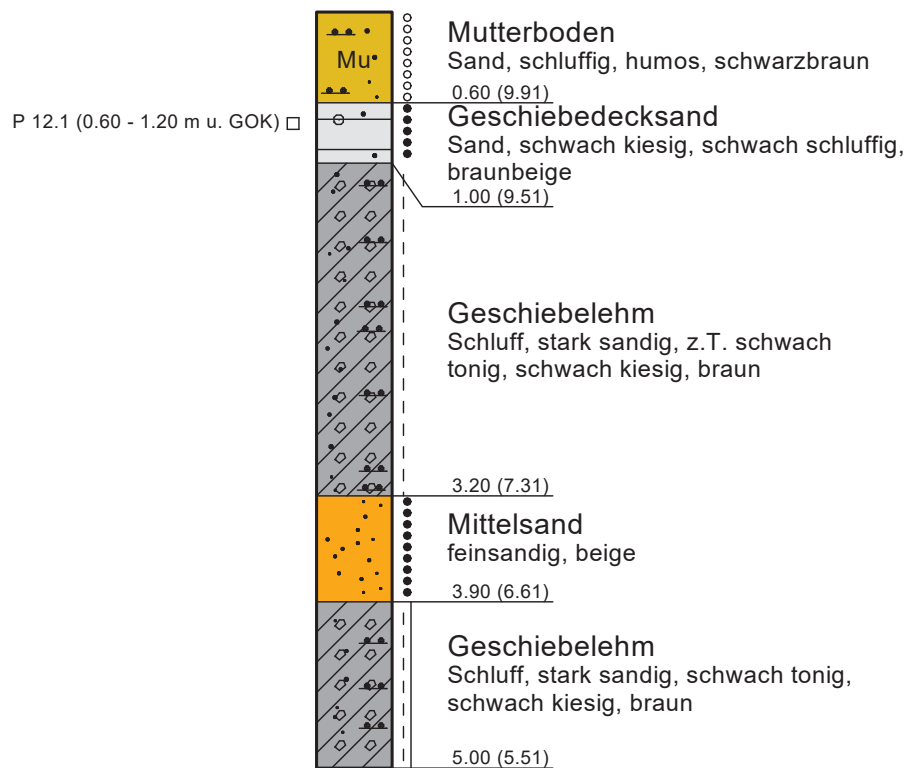 Mutterboden
Mu
Sand, schluffig, humos, schwarzbraun
0.60 (9.91)
P 12.1 (0.60 - 1.20 m u. GOK)
Geschiebedecksand
Sand, schwach kiesig, schwach schluffig,
braunbeige
1.00 (9.51)
Geschiebelehm
Schluff, stark sandig, z.T. schwach
tonig, schwach kiesig, braun
3.20 (7.31)
Mittelsand
feinsandig, beige
3.90 (6.61)
Geschiebelehm
Schluff, stark sandig, schwach tonig,
schwach kiesig, braun
5.00 (5.51)